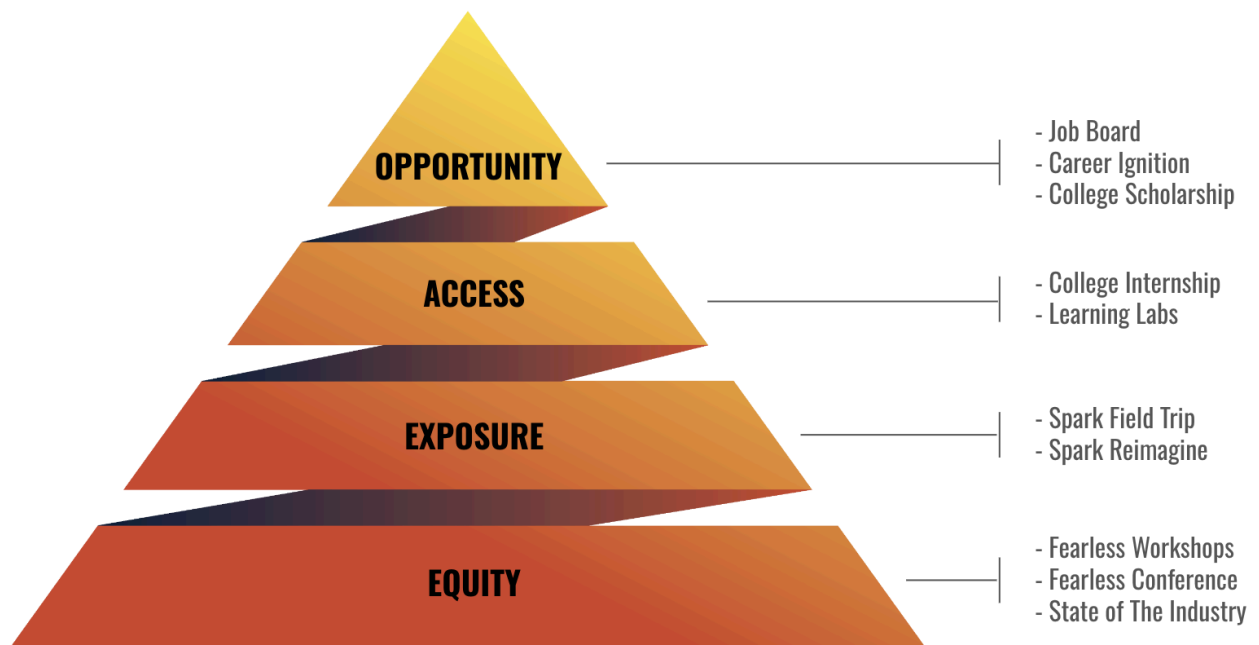 OPPORTUNITY
- Job Board
- Career Ignition
- College Scholarship
ACCESS
- College Internship
- Learning Labs
EXPOSURE
- Spark Field Trip
- Spark Reimagine
EQUITY
- Fearless Workshops
- Fearless Conference
- State of The Industry